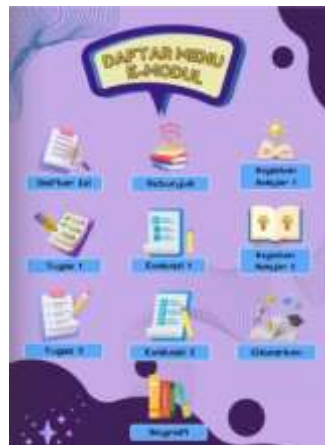 DAFTAR MENU
E-MODUL
Daftar Isi
Petunjuk
Kegiatan
Belajar 1
Tugas 1
Evaluasi 1
Kegiatan
Belajar 2
Tugas 2
Evaluasi 2
Glosarium
Biografi